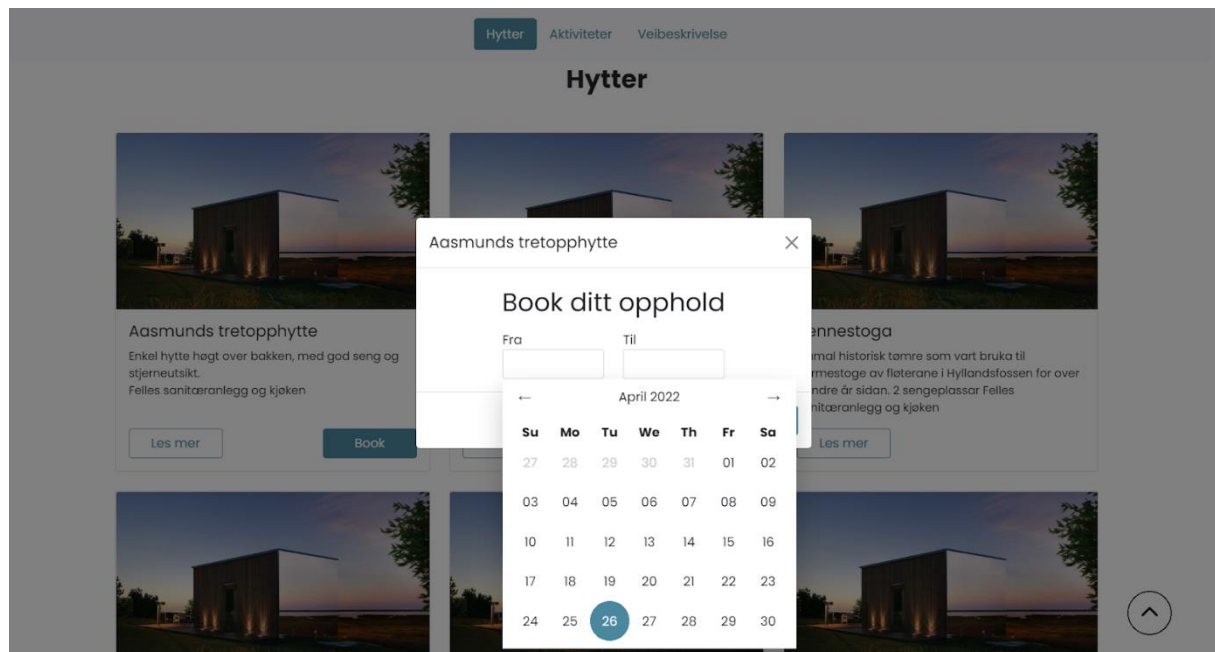 Hytter Aktiviteter Veibeskrivelse
Hytter
Aasmunds tretopphytte
Enkel hytte høgt over bakken, med god seng og
stjerneutsikt.
Felles sanitæranlegg og kjøken
Les mer Book
Aasmunds tretopphytte ×
Book ditt opphold
Fra Til
← April 2022 →
Su Mo Tu We Th Fr Sa
27 28 29 30 31 01 02
03 04 05 06 07 08 09
10 11 12 13 14 15 16
17 18 19 20 21 22 23
24 25 26 27 28 29 30
ennestoga
mal historisk tømre som vart bruka til
rmestoge av fløterane i Hyllandsfossen for over
ndre år sidan. 2 sengeplassar Felles
nitæranlegg og kjøken
Les mer